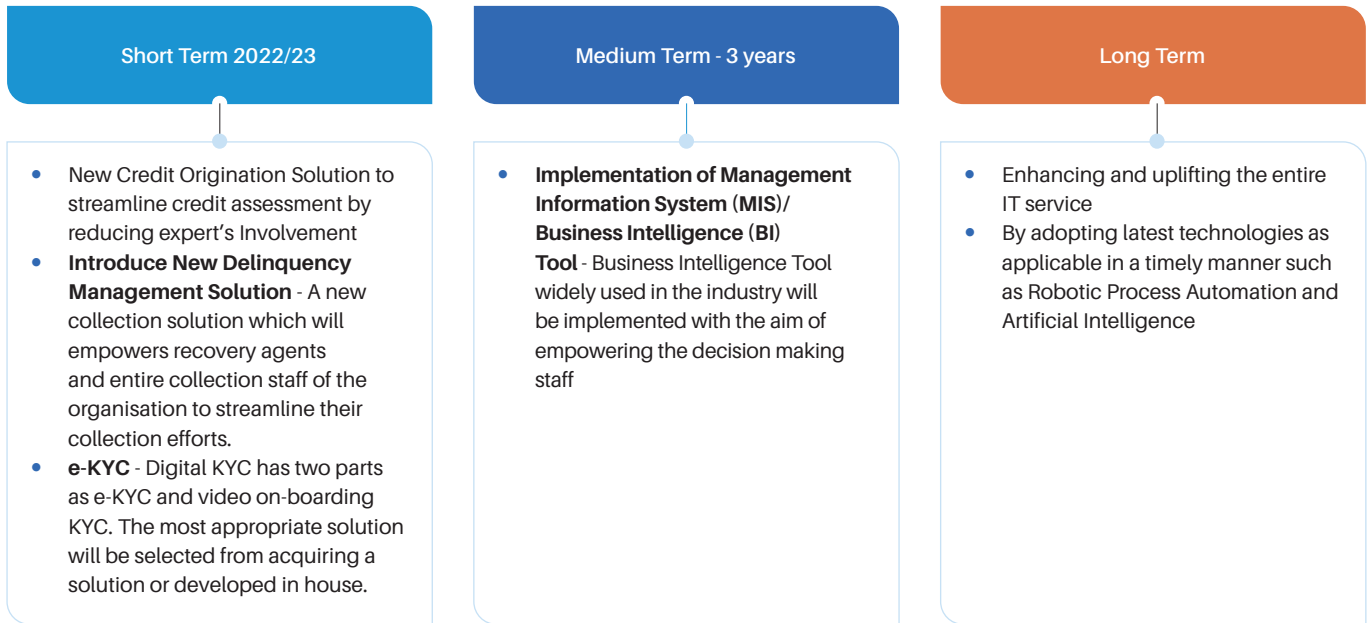 Short Term 2022/23
• New Credit Origination Solution to
streamline credit assessment by
reducing expert's Involvement
• Introduce New Delinquency
Management Solution - A new
collection solution which will
empowers recovery agents
and entire collection staff of the
organisation to streamline their
collection efforts.
• e-KYC - Digital KYC has two parts
as e-KYC and video on-boarding
KYC. The most appropriate solution
will be selected from acquiring a
solution or developed in house.
Medium Term - 3 years
• Implementation of Management
Information System (MIS)/
Business Intelligence (BI)
Tool - Business Intelligence Tool
widely used in the industry will
be implemented with the aim of
empowering the decision making
staff
Long Term
• Enhancing and uplifting the entire
IT service
• By adopting latest technologies as
applicable in a timely manner such
as Robotic Process Automation and
Artificial Intelligence